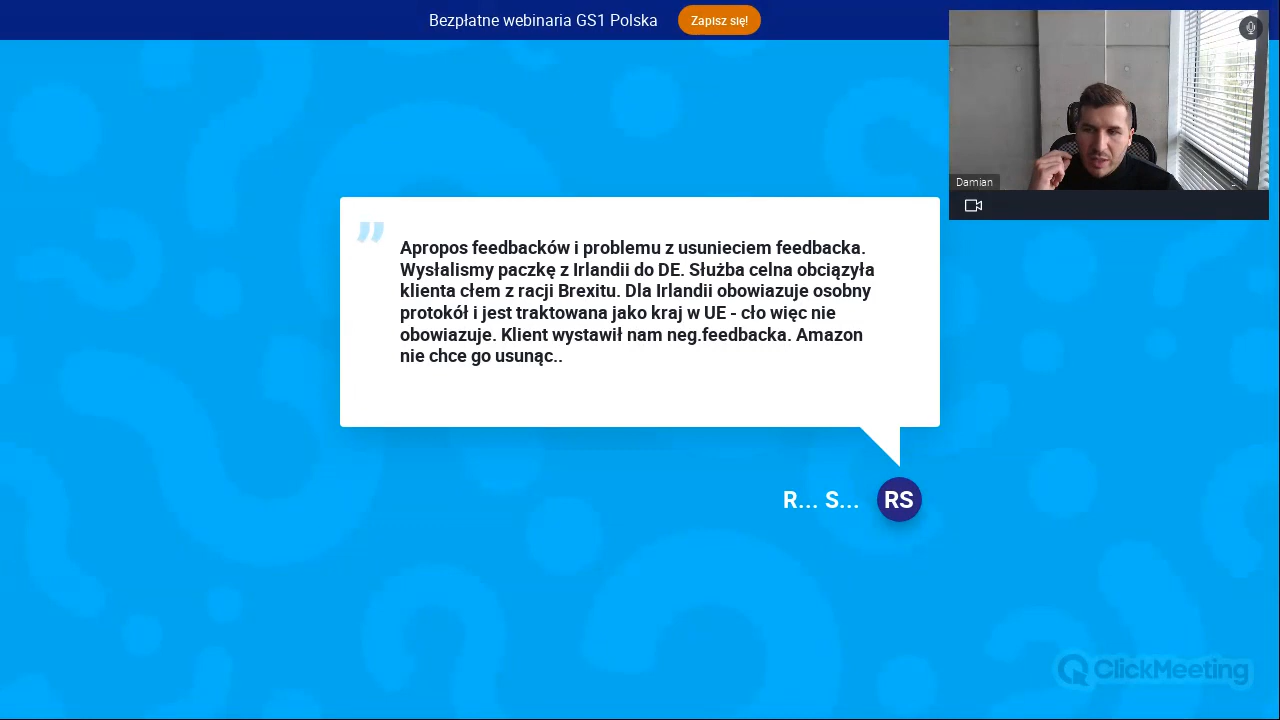 Bezpłatne webinaria GS1 Polska
Zapisz się!
Damian
"
Apropos feedbacków i problemu z usunieciem feedbacka.
Wysłalismy paczkę z Irlandii do DE. Służba celna obciązyła
klienta cłem z racji Brexitu. Dla Irlandii obowiazuje osobny
protokół i jest traktowana jako kraj w UE - cło więc nie
obowiazuje. Klient wystawił nam neg.feedbacka. Amazon
nie chce go usunąc..
R... S...
RS
ClickMeeting